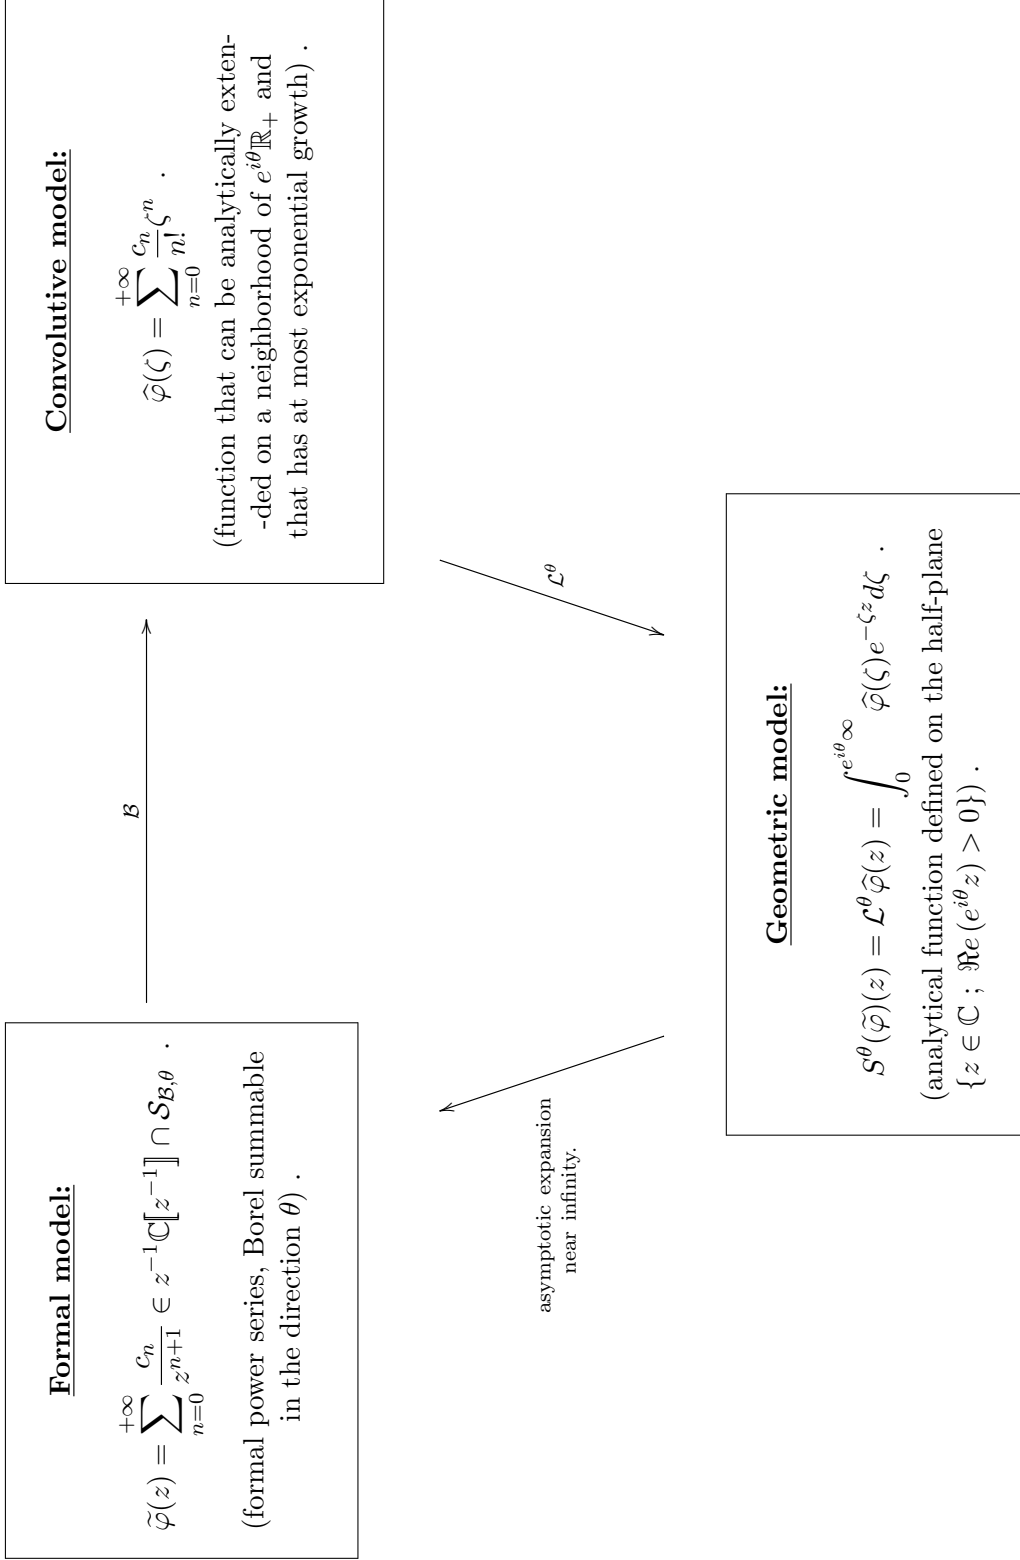 Formal model:
φ̃(z) = ∑_{n=0}^{+∞} c_n/z^{n+1} ∈ z^{−1}ℂ⟦z^{−1}⟧ ∩ 𝒮_{ℬ,θ} .
(formal power series, Borel summable
in the direction θ) .
ℬ
Convolutive model:
φ̂(ζ) = ∑_{n=0}^{+∞} c_n/n! ζ^n .
(function that can be analytically exten-
-ded on a neighborhood of e^{iθ}ℝ_+ and
that has at most exponential growth) .
ℒ^θ
Geometric model:
S^θ(φ̃)(z) = ℒ^θ φ̂(z) = ∫_0^{e^{iθ}∞} φ̂(ζ)e^{−ζz}dζ .
(analytical function defined on the half-plane
{z ∈ ℂ ; ℜe (e^{iθ}z) > 0}) .
asymptotic expansion
near infinity.